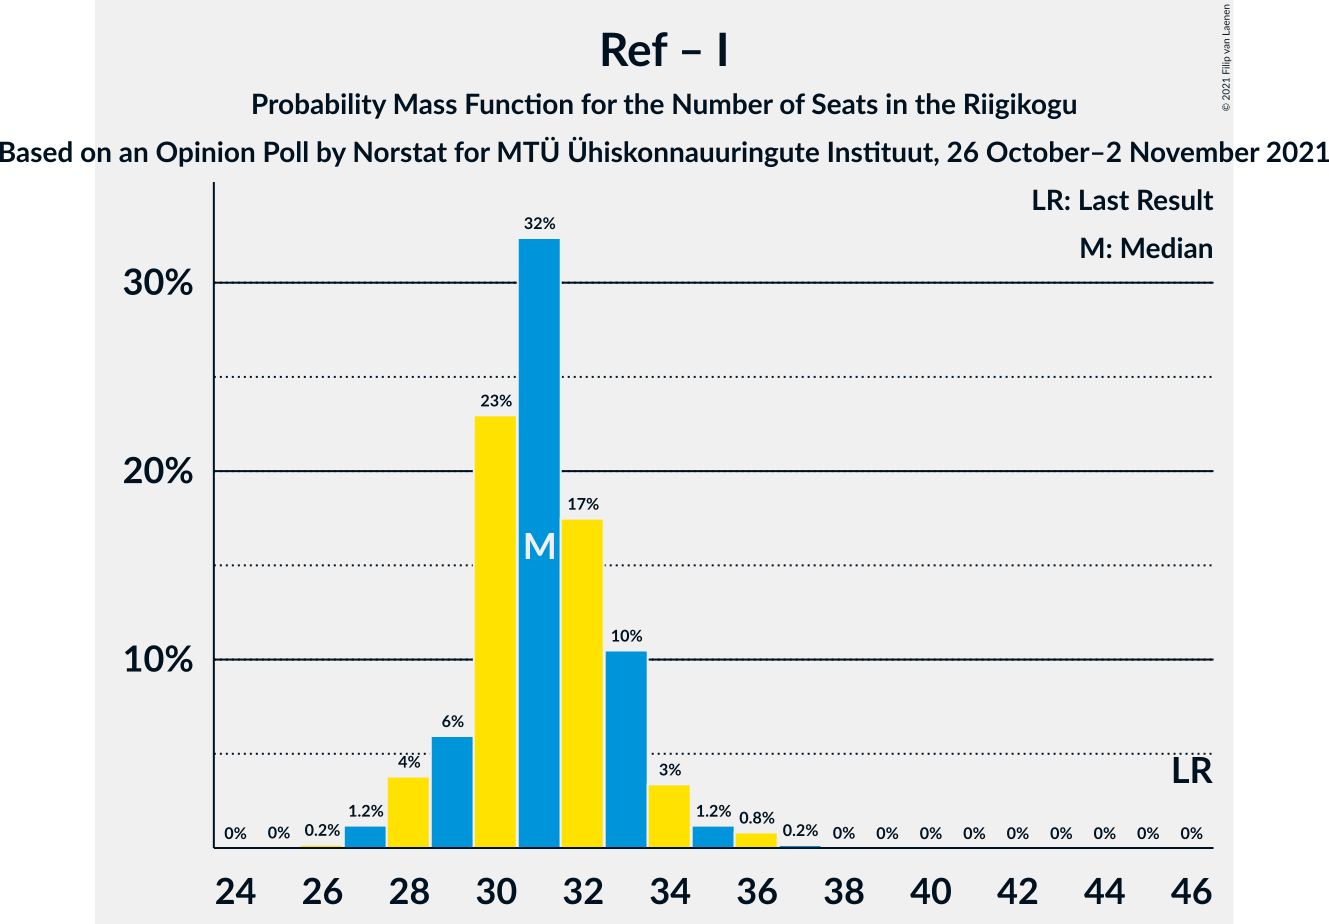 Ref – I
Probability Mass Function for the Number of Seats in the Riigikogu
Based on an Opinion Poll by Norstat for MTÜ Ühiskonnauuringute Instituut, 26 October–2 November 2021
© 2021 Filip van Laenen
LR: Last Result
M: Median
30%
20%
10%
0% 0% 0.2% 1.2% 4% 6% 23% 32% 17% 10% 3% 1.2% 0.8% 0.2% 0% 0% 0% 0% 0% 0% 0% 0% 0%
M
LR
24 26 28 30 32 34 36 38 40 42 44 46